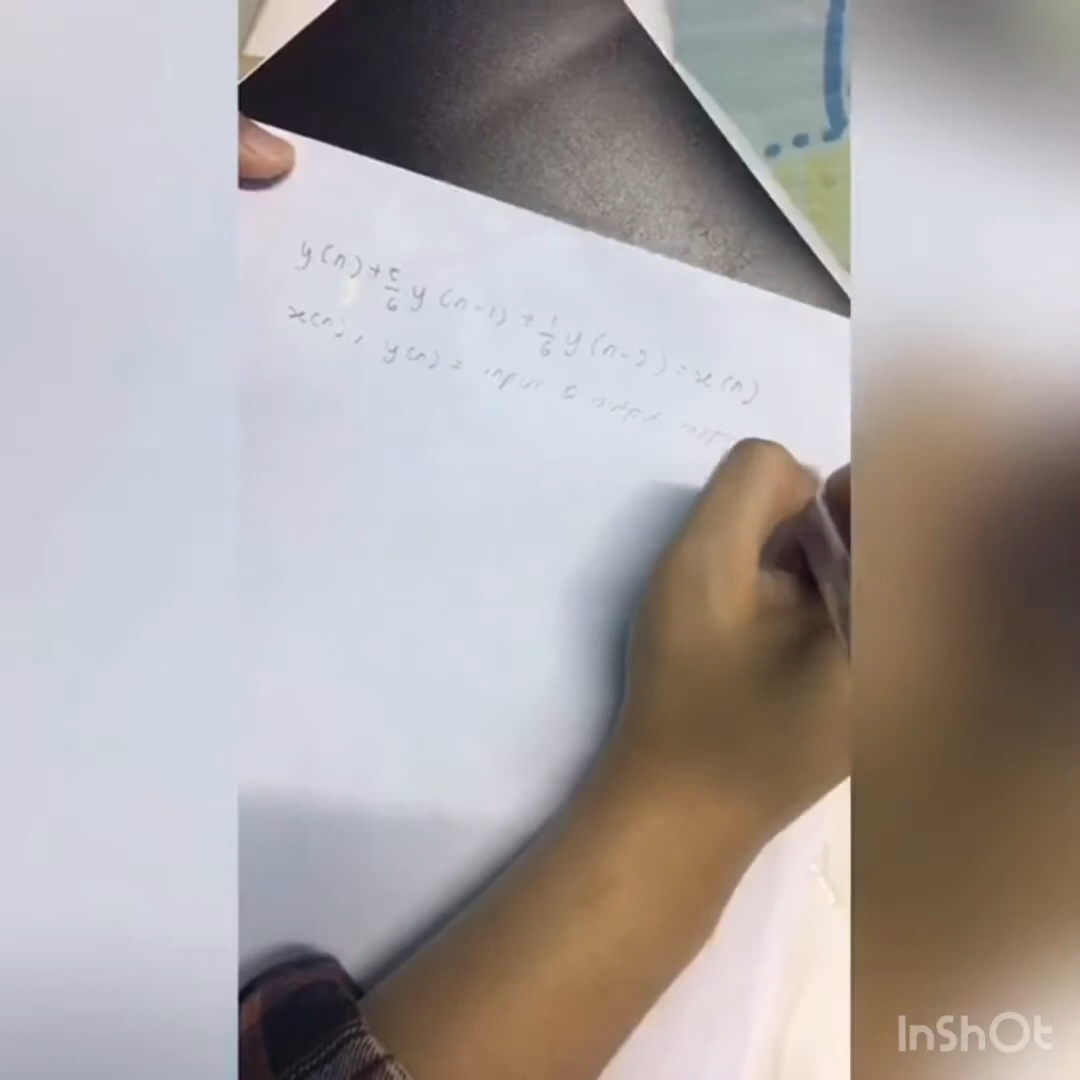 y(n) + 5/6 y(n-1) + 1/6 y(n-2) = x(n)
x(n), y(n) = input & output
InShOt